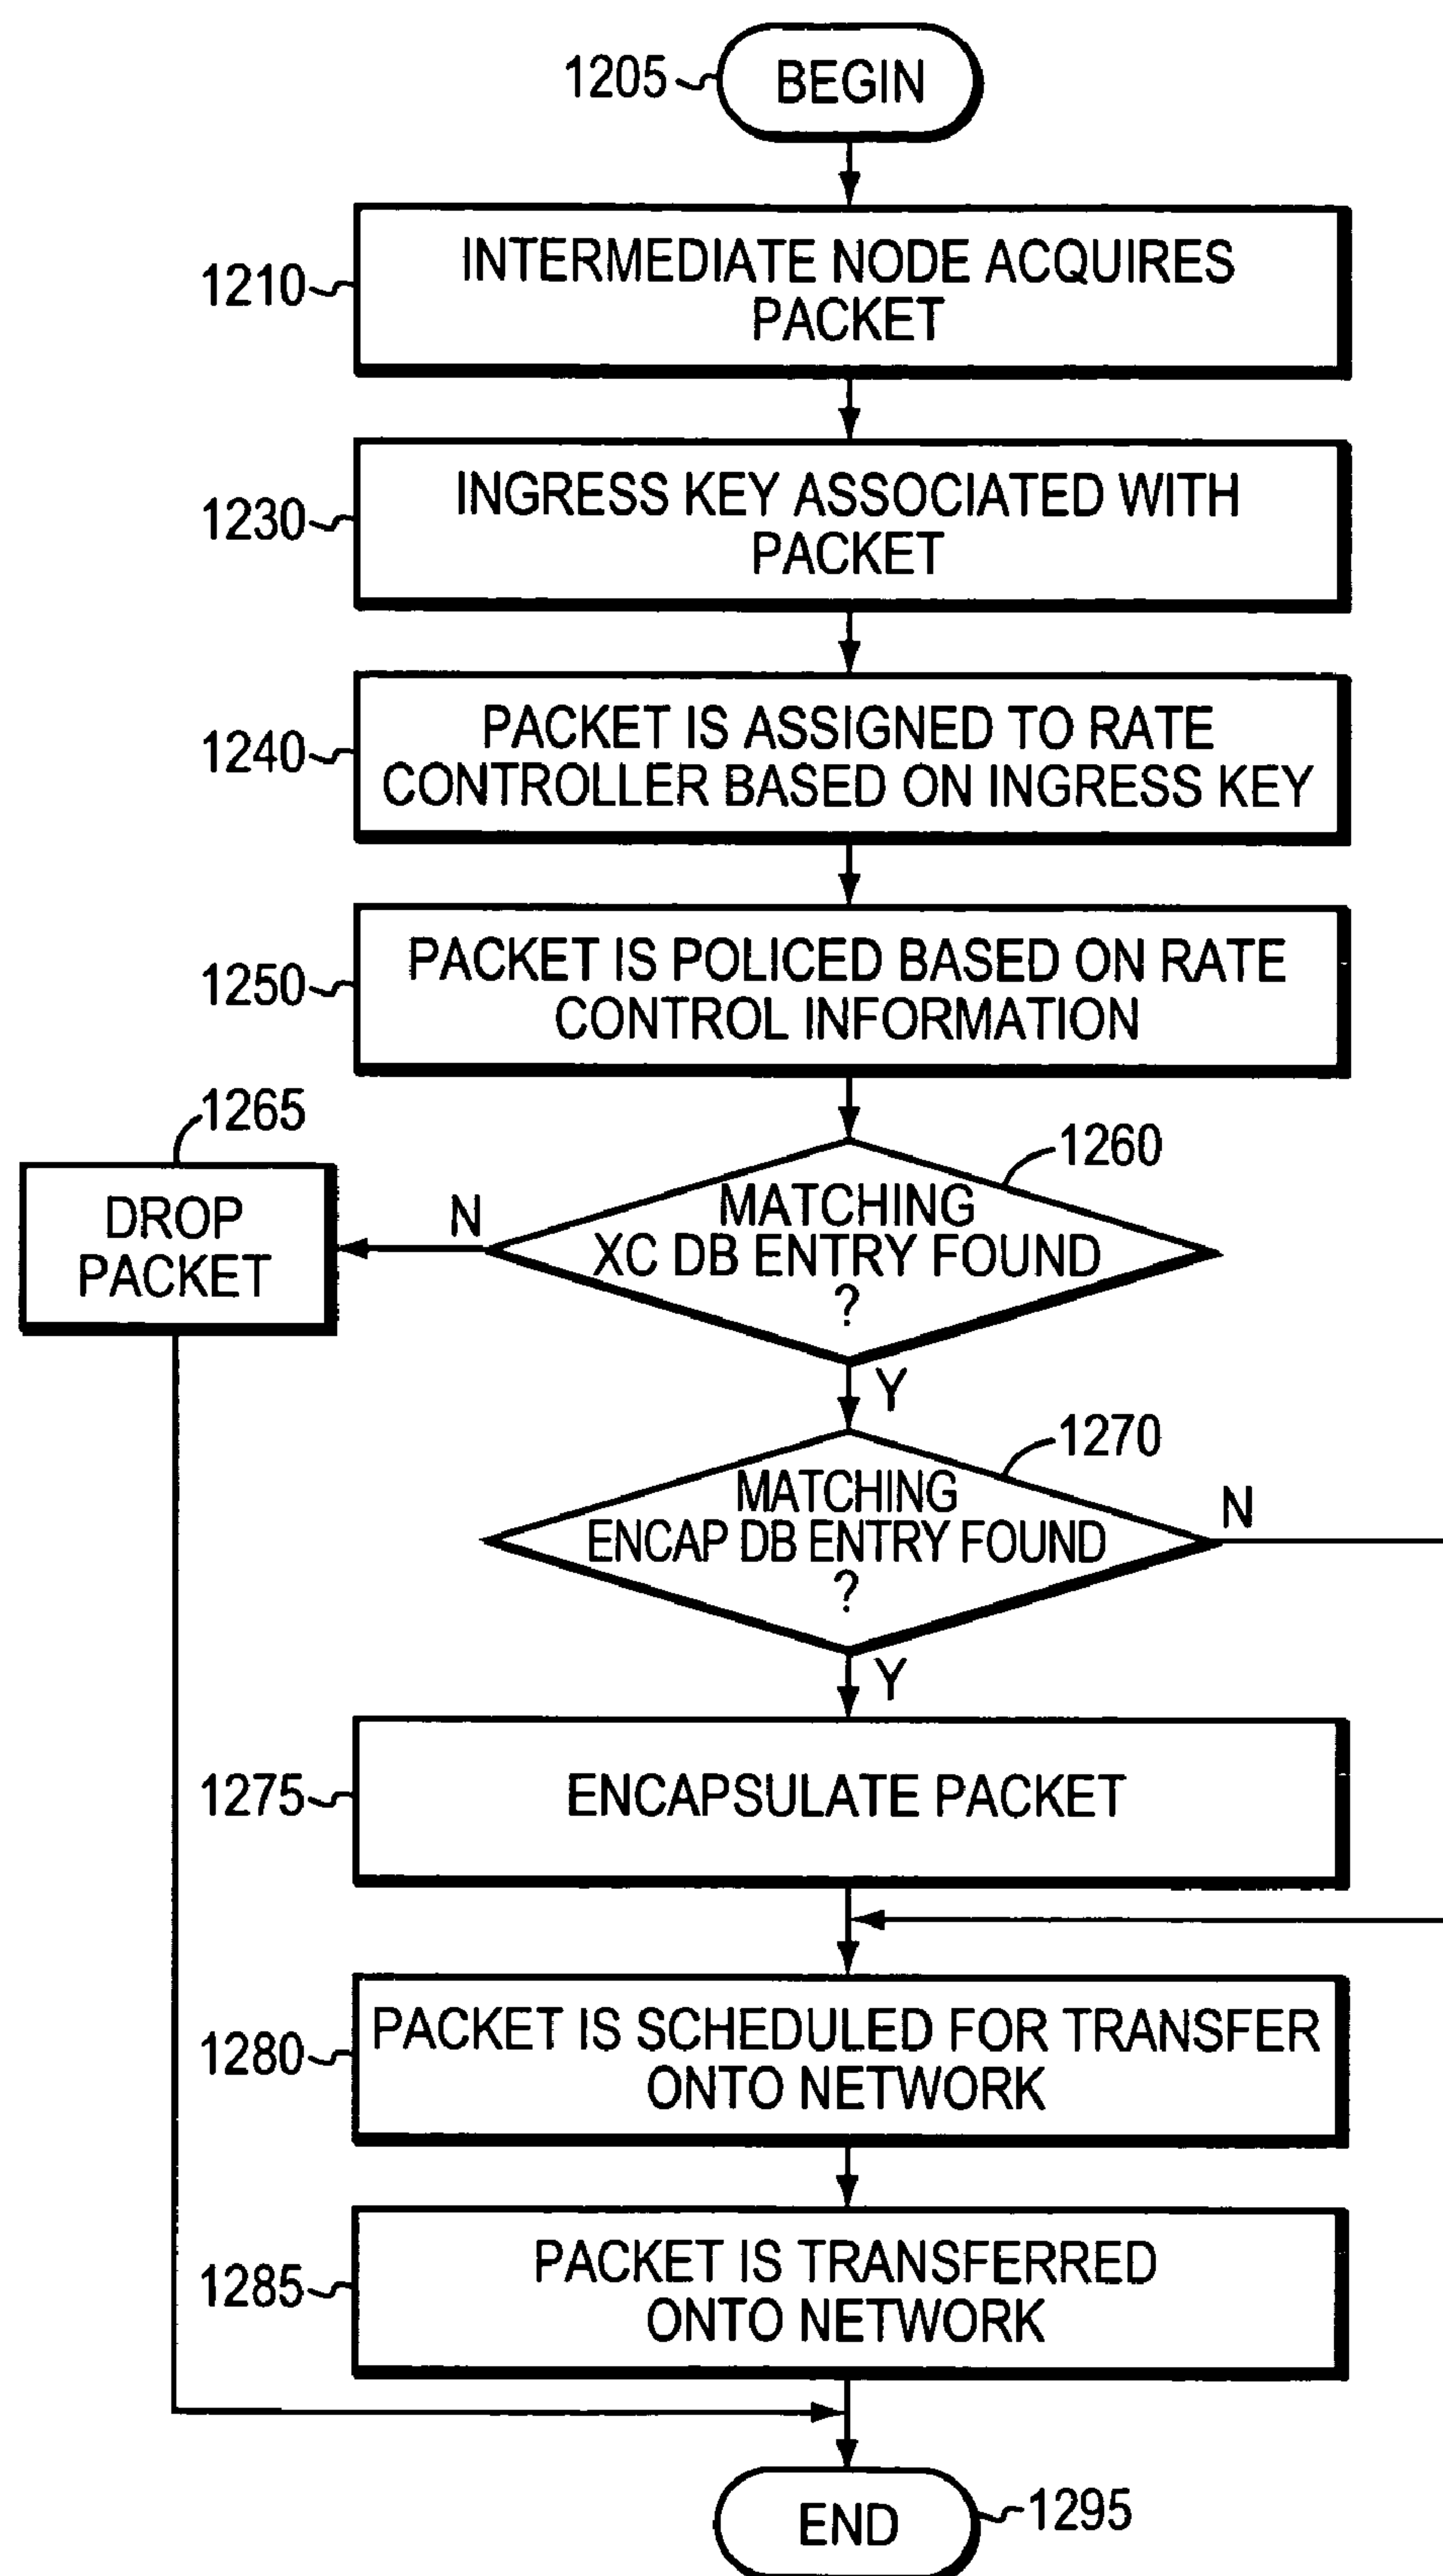 1205
BEGIN
1210
INTERMEDIATE NODE ACQUIRES
PACKET
1230
INGRESS KEY ASSOCIATED WITH
PACKET
1240
PACKET IS ASSIGNED TO RATE
CONTROLLER BASED ON INGRESS KEY
1250
PACKET IS POLICED BASED ON RATE
CONTROL INFORMATION
1265
DROP
PACKET
N
1260
MATCHING
XC DB ENTRY FOUND
?
Y
1270
MATCHING
ENCAP DB ENTRY FOUND
?
N
Y
1275
ENCAPSULATE PACKET
1280
PACKET IS SCHEDULED FOR TRANSFER
ONTO NETWORK
1285
PACKET IS TRANSFERRED
ONTO NETWORK
END
1295